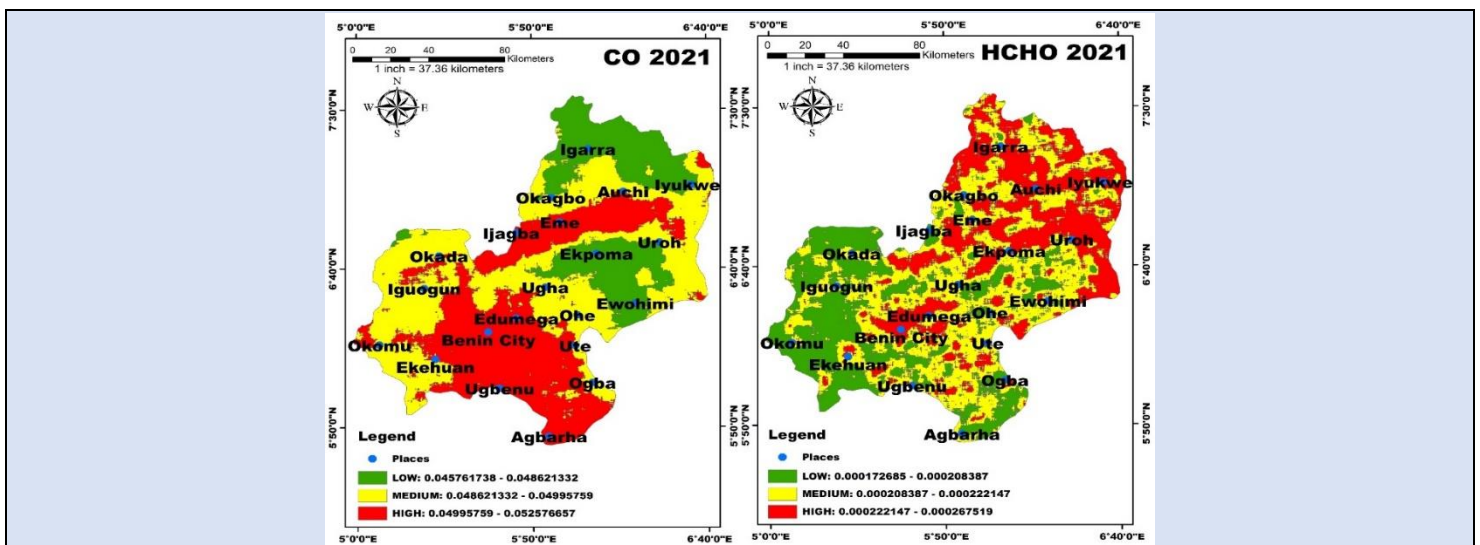 5°0'0"E 5°50'0"E 6°40'0"E
0 20 40 80
Kilometers
1 inch = 37.36 kilometers
CO 2021
N
W E
S
7°30'0"N
7°30'0"N
Igarra
Auchi
Iyukwe
Okagbo
Eme
Ijagba
Uroh
Okada
Ekpoma
6°40'0"N
6°40'0"N
Iguogun
Ugha
Ewohimi
Edumega
Ohe
Benin City
Okomu
Ute
Ekehuan
Ugbenu
Ogba
5°50'0"N
5°50'0"N
Agbarha
Legend
Places
LOW: 0.045761738 - 0.048621332
MEDIUM: 0.048621332 - 0.04995759
HIGH: 0.04995759 - 0.052576657
5°0'0"E 5°50'0"E 6°40'0"E
5°0'0"E 5°50'0"E 6°40'0"E
0 20 40 80
Kilometers
1 inch = 37.36 kilometers
HCHO 2021
N
W E
S
7°30'0"N
7°30'0"N
Igarra
Auchi
Iyukwe
Okagbo
Eme
Ijagba
Uroh
Okada
Ekpoma
6°40'0"N
6°40'0"N
Iguogun
Ugha
Ewohimi
Edumega
Ohe
Benin City
Okomu
Ute
Ekehuan
Ugbenu
Ogba
5°50'0"N
5°50'0"N
Agbarha
Legend
Places
LOW: 0.000172685 - 0.000208387
MEDIUM: 0.000208387 - 0.000222147
HIGH: 0.000222147 - 0.000267519
5°0'0"E 5°50'0"E 6°40'0"E